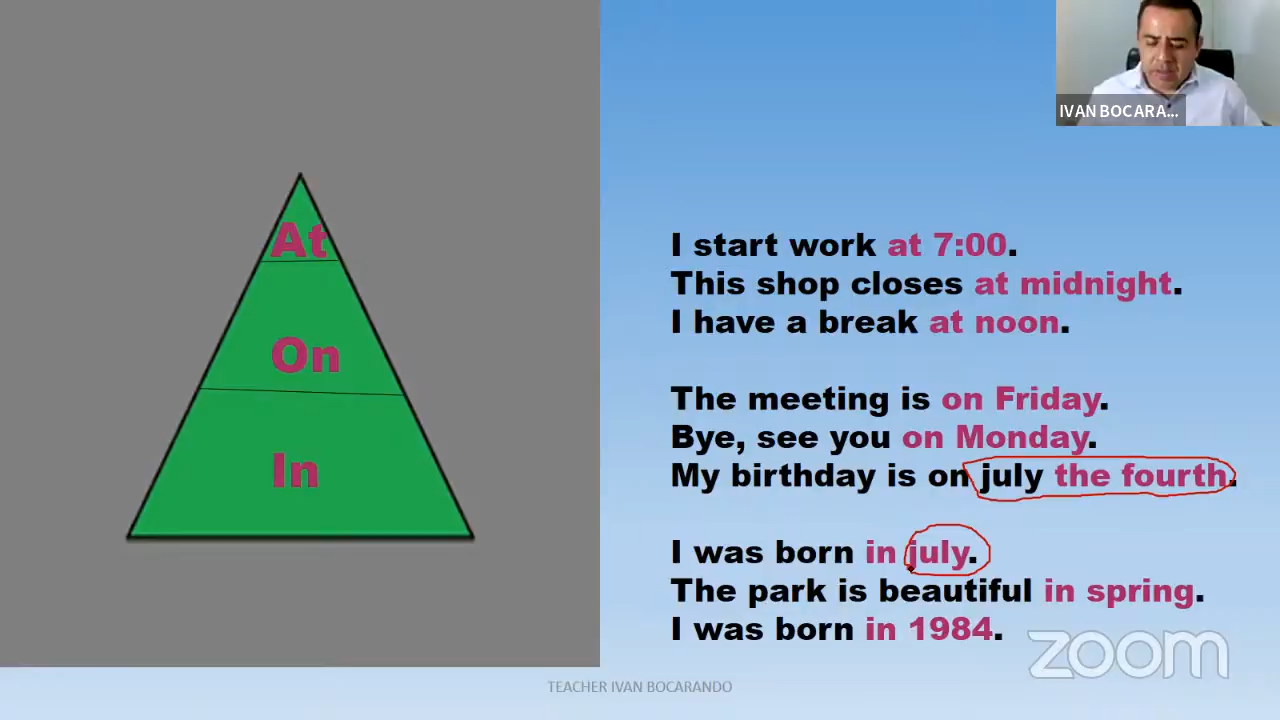 IVAN BOCARA...
At
On
In
I start work at 7:00.
This shop closes at midnight.
I have a break at noon.
The meeting is on Friday.
Bye, see you on Monday.
My birthday is on july the fourth.
I was born in july.
The park is beautiful in spring.
I was born in 1984.
zoom
TEACHER IVAN BOCARANDO